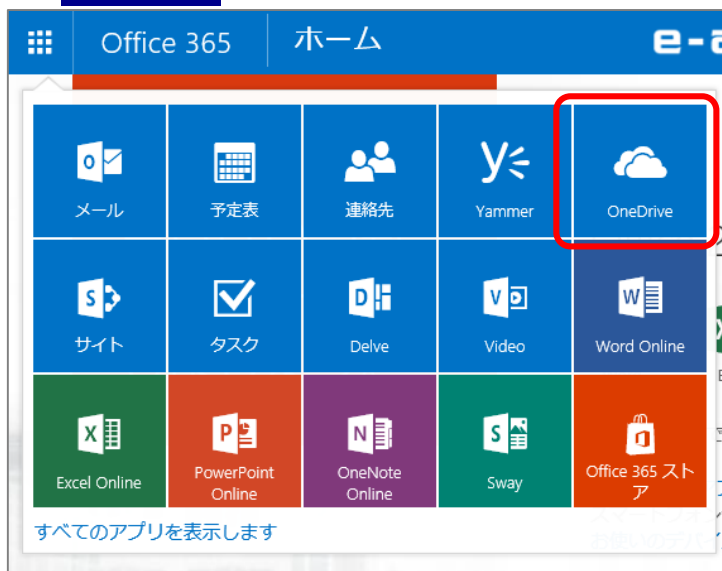 Office 365
ホーム
メール
予定表
連絡先
Yammer
OneDrive
サイト
タスク
Delve
Video
Word Online
Excel Online
PowerPoint
Online
OneNote
Online
Sway
Office 365 スト
ア
すべてのアプリを表示します